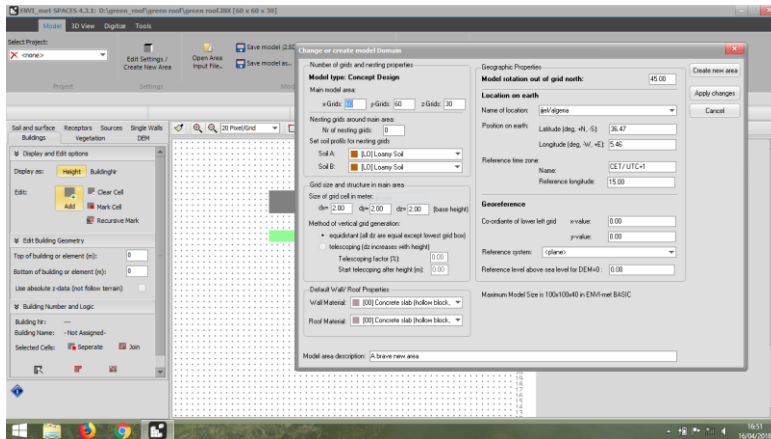 ENVI_met SPACES 4.3.1: D:\green_roof\green roof\green roof.INX [60 x 60 x 30]
Model 3D View Digitize Tools
Select Project:
<none>
Project
Edit Settings /
Create New Area
Settings
Open Area
Input File..
Save model (2.5D
Save model as..
Soil and surface Receptors Sources Single Walls
Buildings Vegetation DEM
20 Pixel/Grid
Display and Edit options
Display as: Height BuildingNr
Edit: Add
Clear Cell
Mark Cell
Recursive Mark
Edit Building Geometry
Top of building or element (m): 0
Bottom of building or element (m): 0
Use absolute z-data (not follow terrain)
Building Number and Logic
Building Nr: ---
Building Name: - Not Assigned-
Selected Cells: Seperate Join
Change or create model Domain
Number of grids and nesting properties
Model type: Concept Design
Main model area:
x-Grids: 60 y-Grids: 60 z-Grids: 30
Nesting grids around main area:
Nr of nesting grids: 0
Set soil profils for nesting grids
Soil A: [LO] Loamy Soil
Soil B: [LO] Loamy Soil
Grid size and structure in main area
Size of grid cell in meter:
dx= 2.00 dy= 2.00 dz= 2.00 (base height)
Method of vertical grid generation:
equidistant (all dz are equal except lowest grid box)
telescoping (dz increases with height)
Telescoping factor (%): 0.00
Start telescoping after height (m): 0.00
Default Wall/ Roof Properties
Wall Material: [00] Concrete slab (hollow block,
Roof Material: [00] Concrete slab (hollow block,
Model area description: A brave new area
Geographic Properties
Model rotation out of grid north: 45.00
Location on earth
Name of location: ijel/algeria
Position on earth: Latitude (deg, +N, -S): 36.47
Longitude (deg, -W, +E): 5.46
Reference time zone:
Name: CET/ UTC+1
Reference longitude: 15.00
Georeference
Co-ordiante of lower left grid x-value: 0.00
y-value: 0.00
Reference system: <plane>
Reference level above sea level for DEM=0 : 0.00
Maximum Model Size is 100x100x40 in ENVI-met BASIC
Create new area
Apply changes
Cancel
16:51
16/04/2018